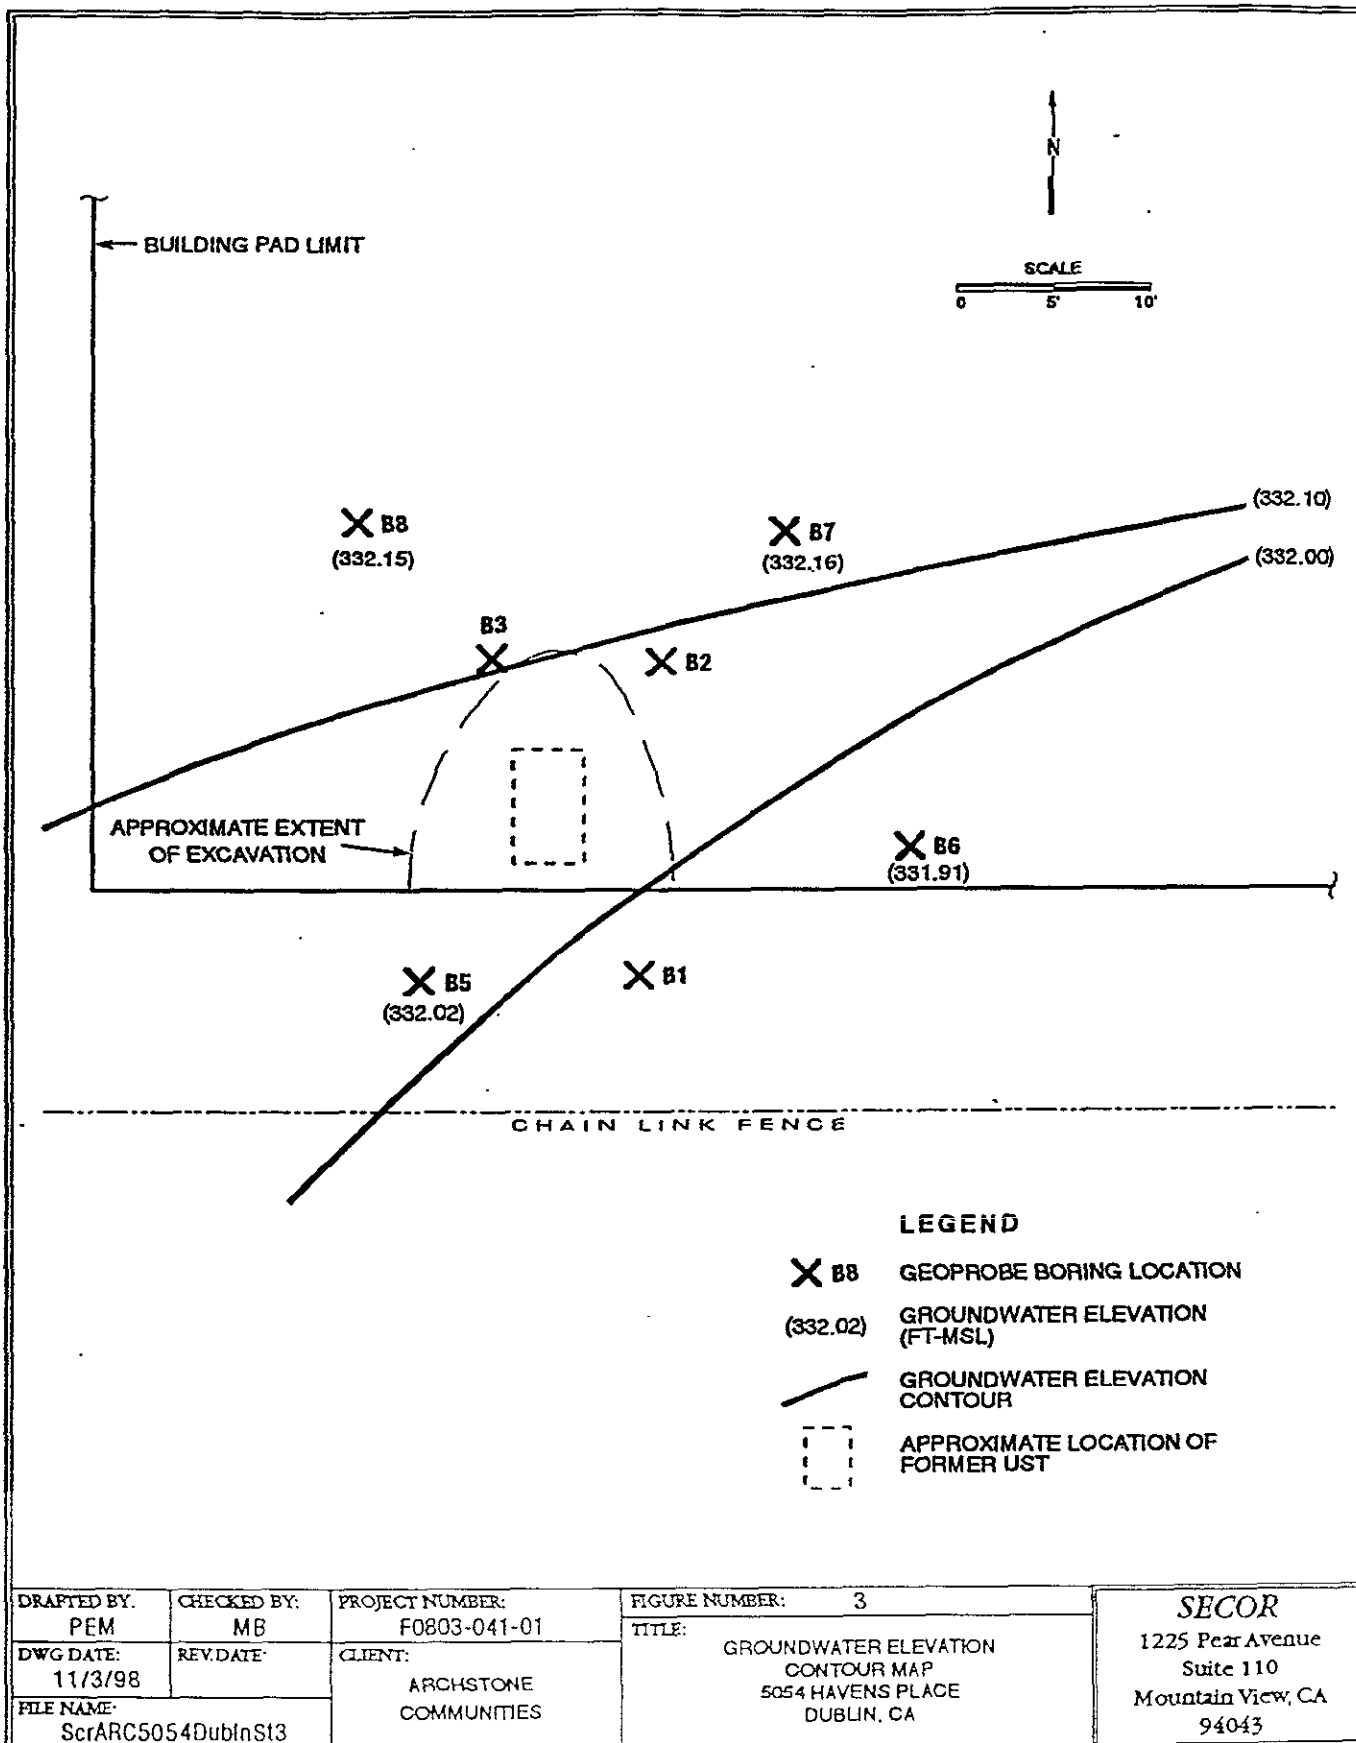 N
BUILDING PAD LIMIT
SCALE
0 5' 10'
(332.10)
B8
(332.15)
B7
(332.16)
(332.00)
B3
B2
APPROXIMATE EXTENT
OF EXCAVATION
B6
(331.91)
B5
(332.02)
B1
CHAIN LINK FENCE
LEGEND
B8 GEOPROBE BORING LOCATION
(332.02) GROUNDWATER ELEVATION
(FT-MSL)
GROUNDWATER ELEVATION
CONTOUR
APPROXIMATE LOCATION OF
FORMER UST
DRAFTED BY.
PEM
CHECKED BY:
MB
PROJECT NUMBER:
F0803-041-01
FIGURE NUMBER: 3
DWG DATE:
11/3/98
REV.DATE:
CLIENT:
ARCHSTONE
COMMUNITIES
TITLE:
GROUNDWATER ELEVATION
CONTOUR MAP
5054 HAVENS PLACE
DUBLIN, CA
FILE NAME:
ScrARC5054DublnSt3
SECOR
1225 Pear Avenue
Suite 110
Mountain View, CA
94043